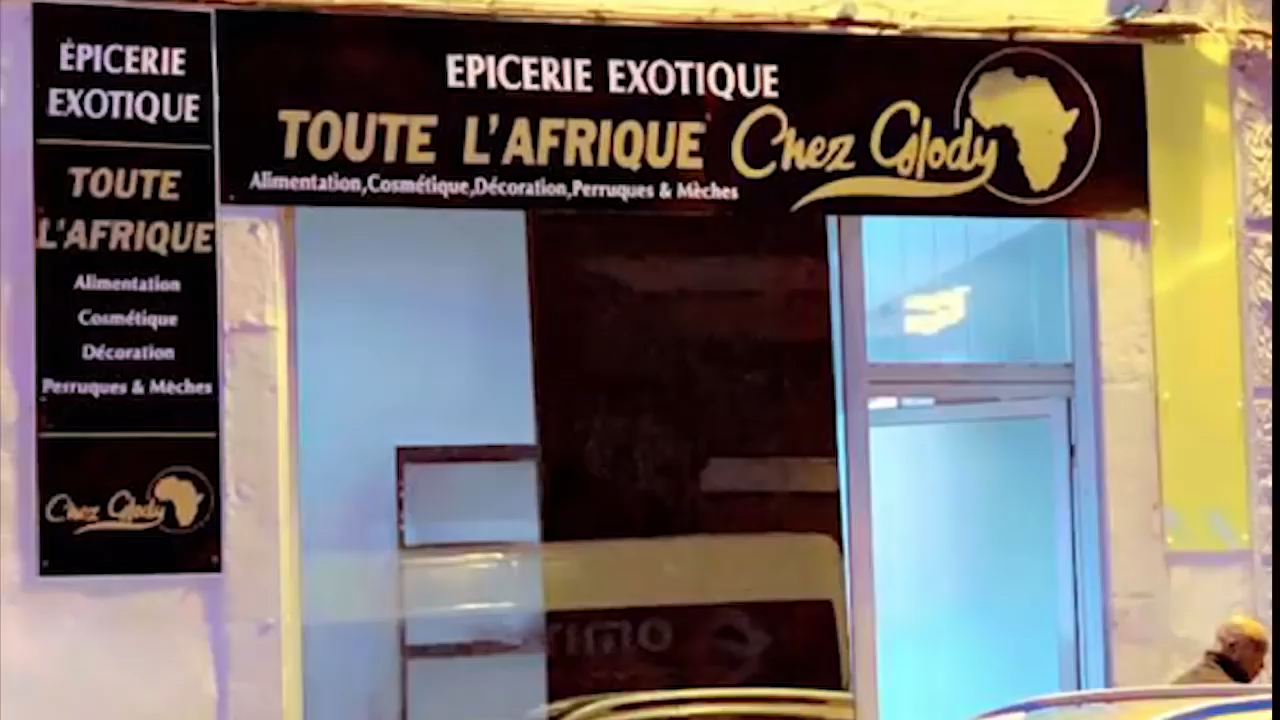 ÉPICERIE
EXOTIQUE
TOUTE
L'AFRIQUE
Alimentation
Cosmétique
Décoration
Perruques & Mèches
Chez Glody
EPICERIE EXOTIQUE
TOUTE L'AFRIQUE Chez Glody
Alimentation,Cosmétique,Décoration,Perruques & Mèches